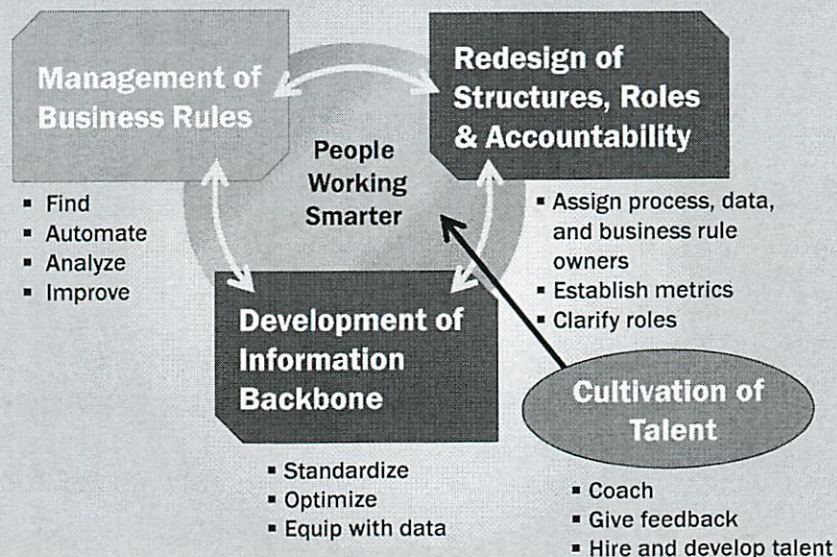 Management of
Business Rules
▪ Find
▪ Automate
▪ Analyze
▪ Improve
People
Working
Smarter
Redesign of
Structures, Roles
& Accountability
▪ Assign process, data,
and business rule
owners
▪ Establish metrics
▪ Clarify roles
Development of
Information
Backbone
▪ Standardize
▪ Optimize
▪ Equip with data
Cultivation of
Talent
▪ Coach
▪ Give feedback
▪ Hire and develop talent